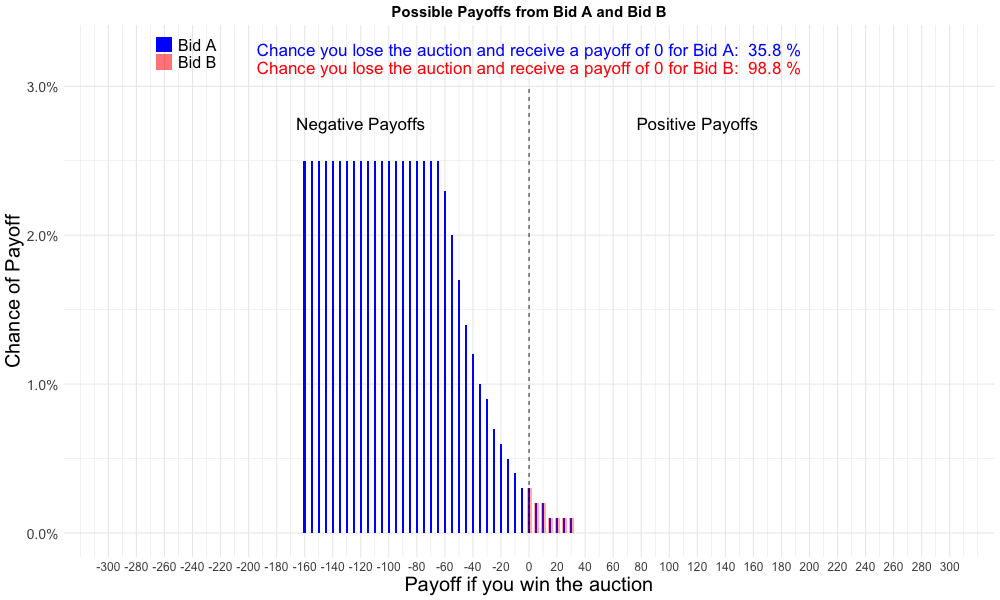 Possible Payoffs from Bid A and Bid B
Bid A
Bid B
Chance you lose the auction and receive a payoff of 0 for Bid A:  35.8 %
Chance you lose the auction and receive a payoff of 0 for Bid B:  98.8 %
Negative Payoffs
Positive Payoffs
Chance of Payoff
3.0%
2.0%
1.0%
0.0%
-300 -280 -260 -240 -220 -200 -180 -160 -140 -120 -100 -80 -60 -40 -20 0 20 40 60 80 100 120 140 160 180 200 220 240 260 280 300
Payoff if you win the auction